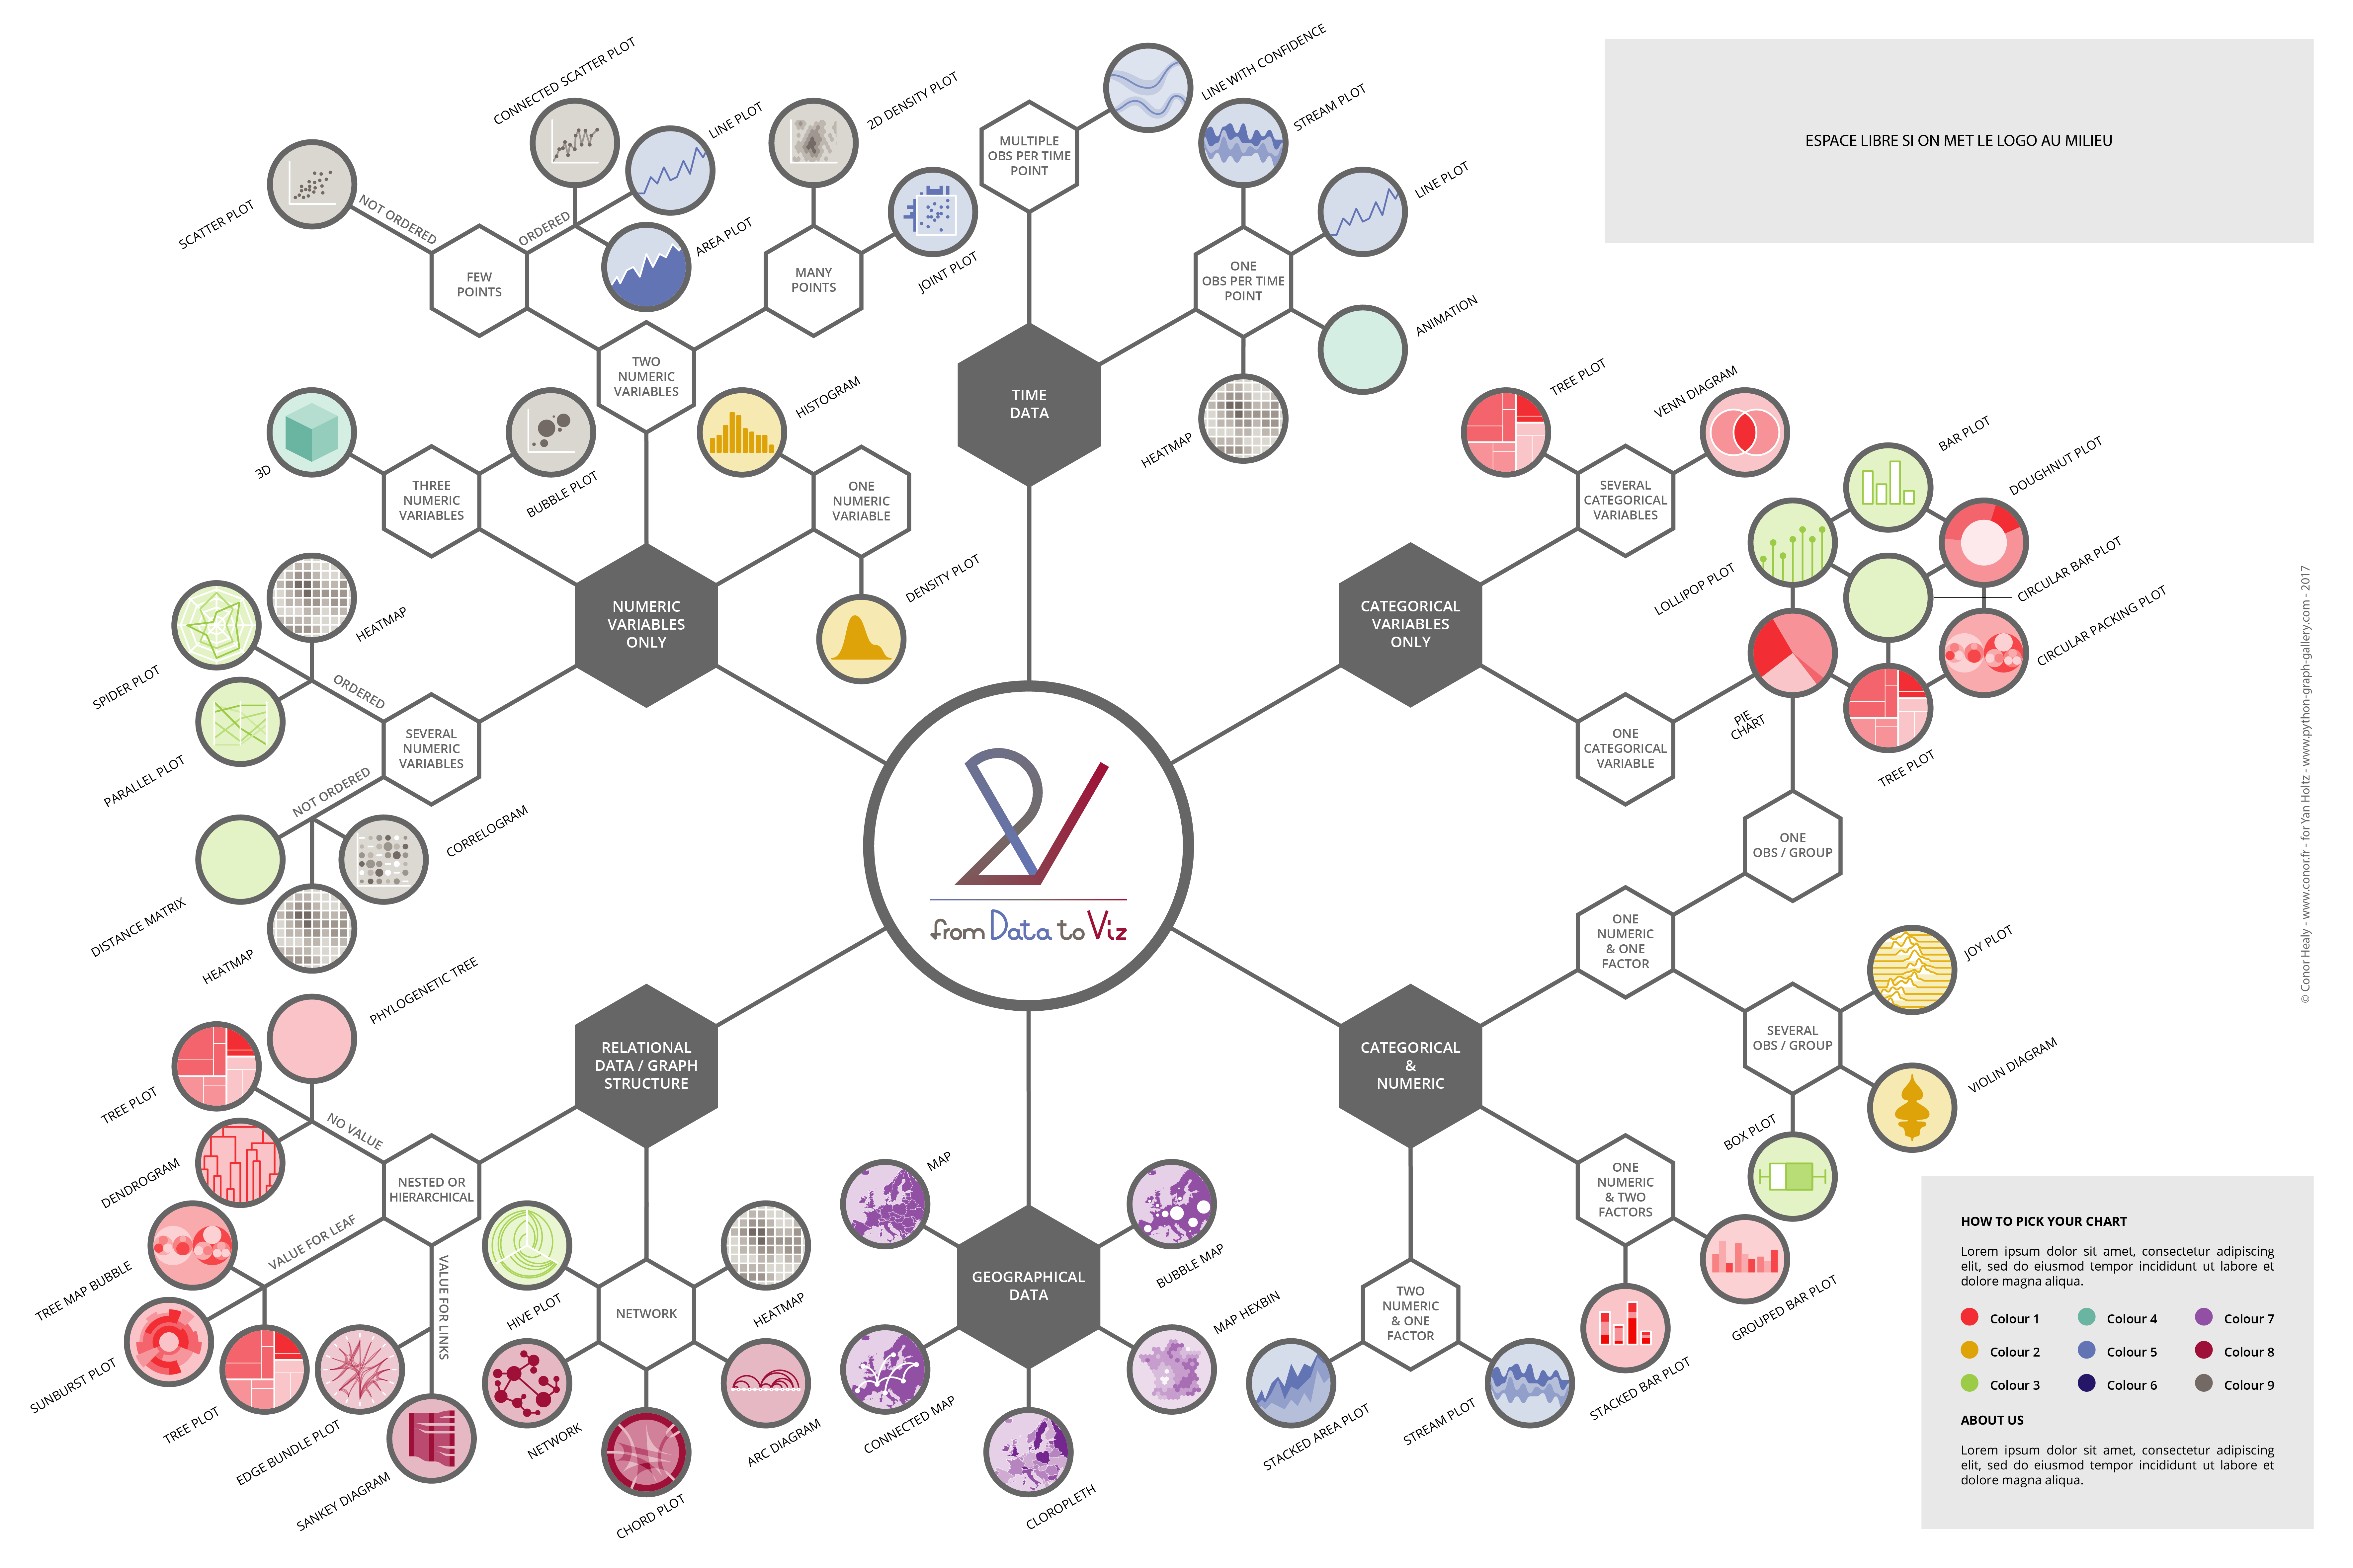 CONNECTED SCATTER PLOT
LINE PLOT
2D DENSITY PLOT
SCATTER PLOT
NOT ORDERED
ORDERED
AREA PLOT
JOINT PLOT
FEW
POINTS
MANY
POINTS
TWO
NUMERIC
VARIABLES
3D
BUBBLE PLOT
HISTOGRAM
THREE
NUMERIC
VARIABLES
ONE
NUMERIC
VARIABLE
DENSITY PLOT
NUMERIC
VARIABLES
ONLY
HEATMAP
SPIDER PLOT
ORDERED
PARALLEL PLOT
SEVERAL
NUMERIC
VARIABLES
NOT ORDERED
CORRELOGRAM
DISTANCE MATRIX
HEATMAP
MULTIPLE
OBS PER TIME
POINT
LINE WITH CONFIDENCE
STREAM PLOT
LINE PLOT
ONE
OBS PER TIME
POINT
ANIMATION
HEATMAP
TIME
DATA
ESPACE LIBRE SI ON MET LE LOGO AU MILIEU
TREE PLOT
VENN DIAGRAM
SEVERAL
CATEGORICAL
VARIABLES
BAR PLOT
DOUGHNUT PLOT
LOLLIPOP PLOT
CIRCULAR BAR PLOT
CIRCULAR PACKING PLOT
PIE
CHART
TREE PLOT
CATEGORICAL
VARIABLES
ONLY
ONE
CATEGORICAL
VARIABLE
from Data to Viz
ONE
OBS / GROUP
ONE
NUMERIC
& ONE
FACTOR
JOY PLOT
SEVERAL
OBS / GROUP
VIOLIN DIAGRAM
BOX PLOT
CATEGORICAL
&
NUMERIC
ONE
NUMERIC
& TWO
FACTORS
GROUPED BAR PLOT
STACKED BAR PLOT
TWO
NUMERIC
& ONE
FACTOR
STACKED AREA PLOT
STREAM PLOT
PHYLOGENETIC TREE
TREE PLOT
NO VALUE
DENDROGRAM
RELATIONAL
DATA / GRAPH
STRUCTURE
NESTED OR
HIERARCHICAL
VALUE FOR LEAF
VALUE FOR LINKS
TREE MAP BUBBLE
SUNBURST PLOT
TREE PLOT
EDGE BUNDLE PLOT
SANKEY DIAGRAM
HIVE PLOT
HEATMAP
NETWORK
NETWORK
CHORD PLOT
ARC DIAGRAM
MAP
BUBBLE MAP
GEOGRAPHICAL
DATA
MAP HEXBIN
CONNECTED MAP
CLOROPLETH
HOW TO PICK YOUR CHART
Lorem ipsum dolor sit amet, consectetur adipiscing
elit, sed do eiusmod tempor incididunt ut labore et
dolore magna aliqua.
Colour 1
Colour 4
Colour 7
Colour 2
Colour 5
Colour 8
Colour 3
Colour 6
Colour 9
ABOUT US
Lorem ipsum dolor sit amet, consectetur adipiscing
elit, sed do eiusmod tempor incididunt ut labore et
dolore magna aliqua.
© Conor Healy - www.conor.fr - for Yan Holtz - www.python-graph-gallery.com - 2017